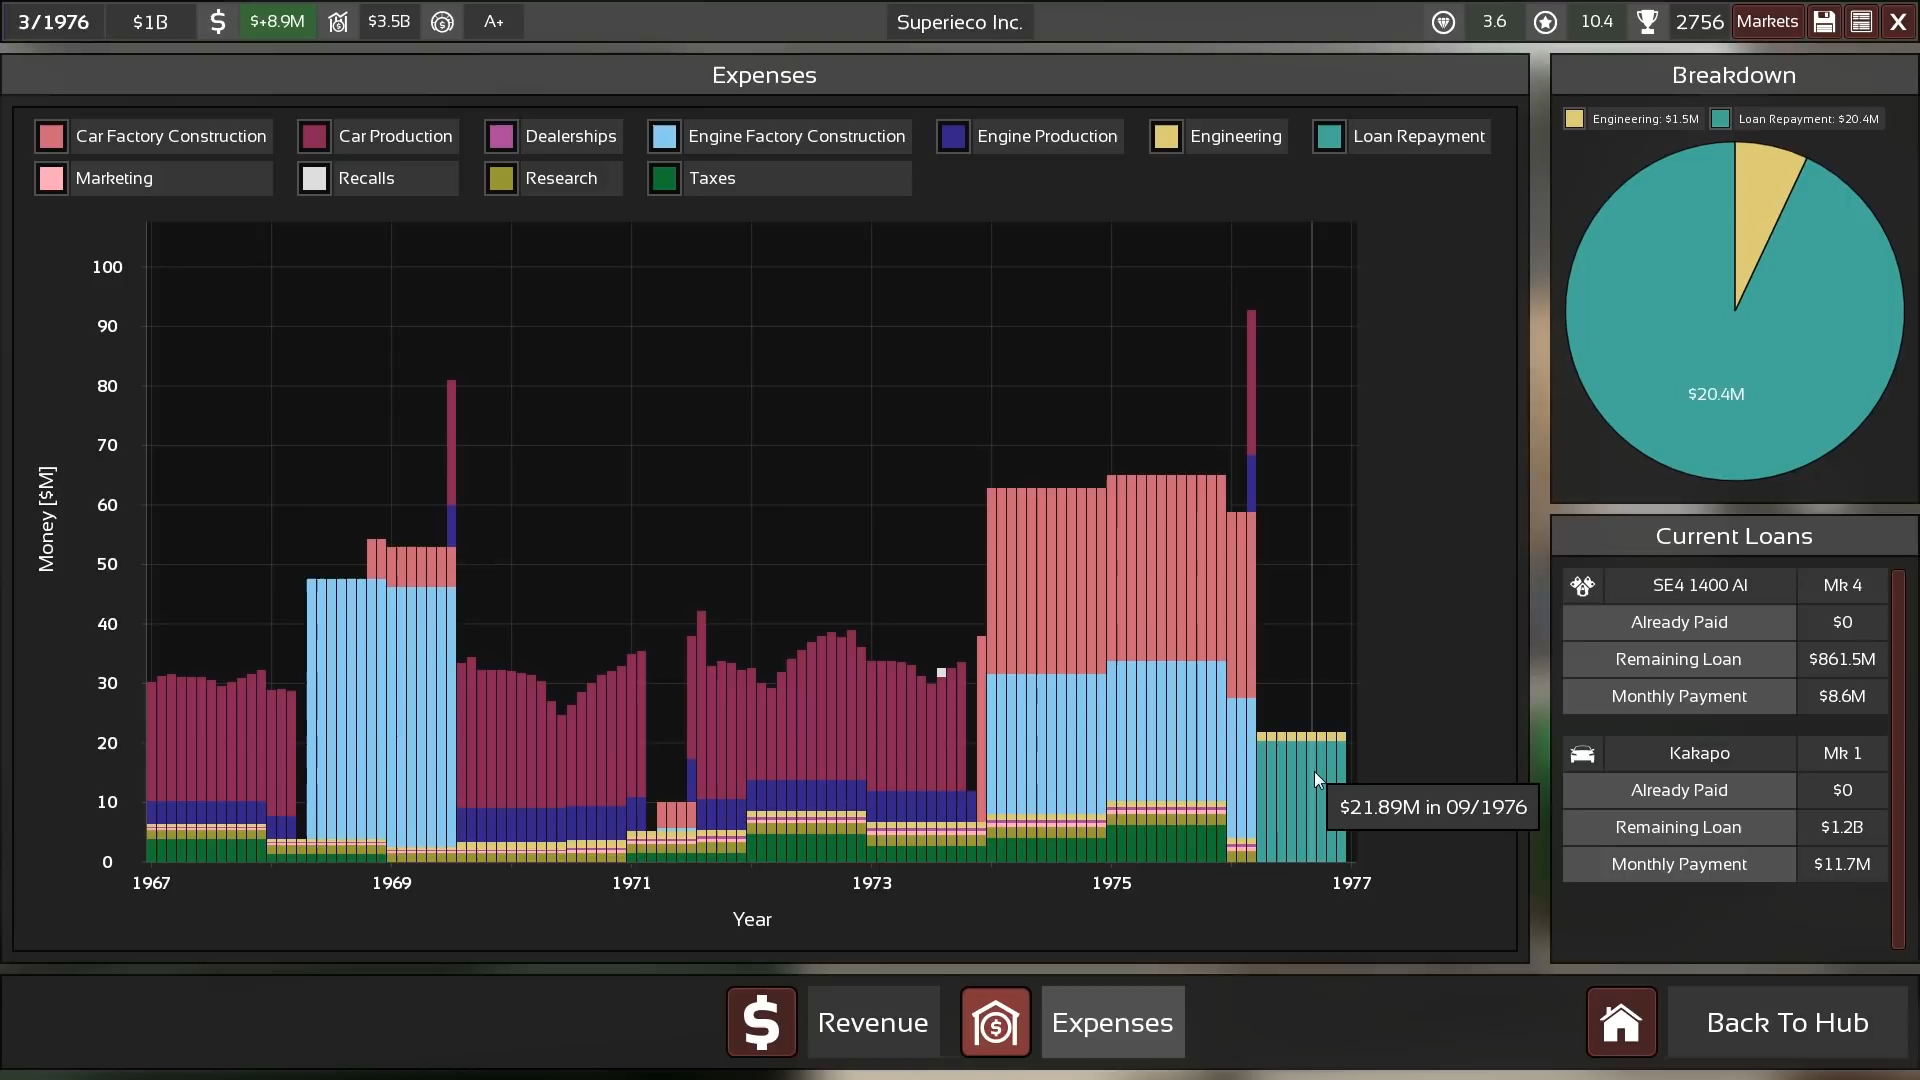 3/1976 $1B $+8.9M $3.5B A+ Superieco Inc. 3.6 10.4 2756 Markets X
Expenses
Car Factory Construction Car Production Dealerships Engine Factory Construction Engine Production Engineering Loan Repayment
Marketing Recalls Research Taxes
100
90
80
70
60
50
40
30
20
10
0
Money [$M]
1967 1969 1971 1973 1975 1977
Year
$21.89M in 09/1976
Breakdown
Engineering: $1.5M Loan Repayment: $20.4M
$20.4M
Current Loans
SE4 1400 AI Mk 4
Already Paid $0
Remaining Loan $861.5M
Monthly Payment $8.6M
Kakapo Mk 1
Already Paid $0
Remaining Loan $1.2B
Monthly Payment $11.7M
$ Revenue Expenses Back To Hub